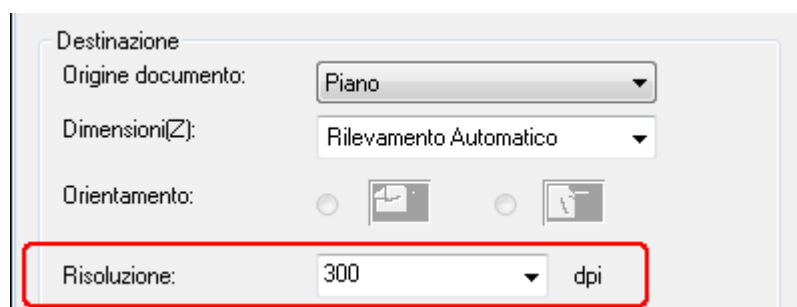 Destinazione
Origine documento: Piano
Dimensioni(Z): Rilevamento Automatico
Orientamento:
Risoluzione: 300 dpi